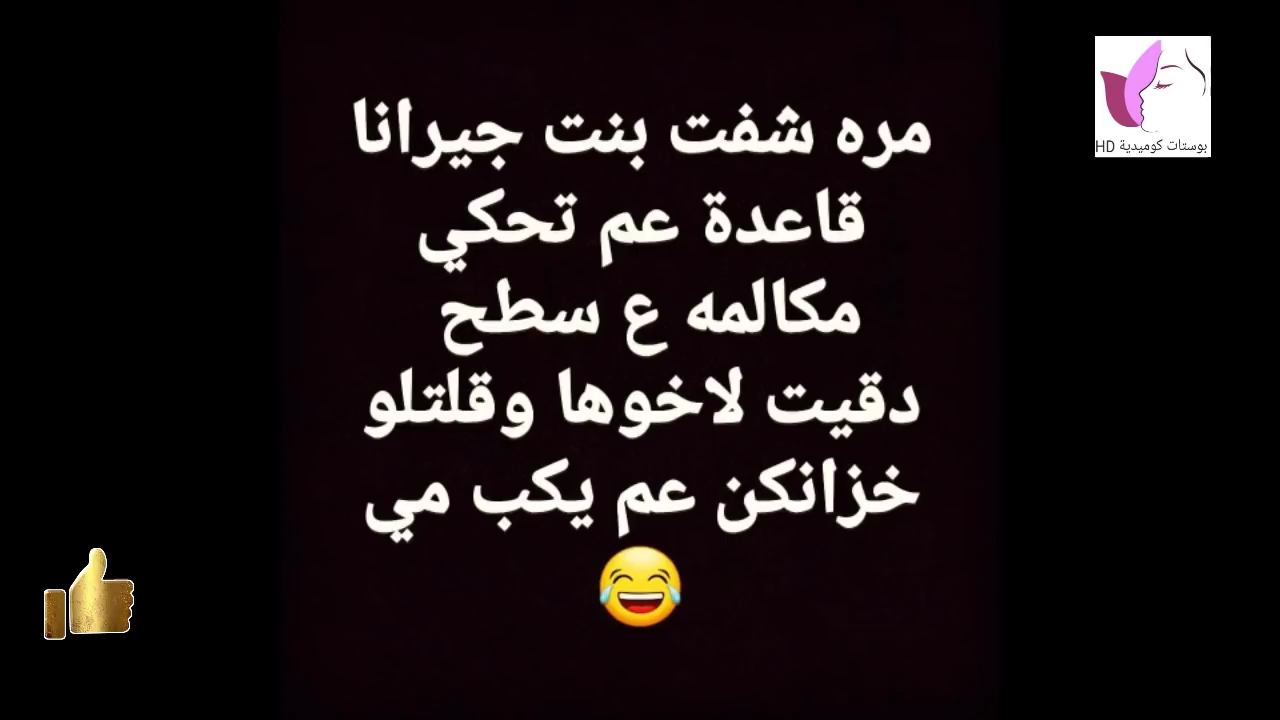 مره شفت بنت جيرانا
قاعدة عم تحكي
مكالمه ع سطح
دقيت لاخوها وقلتلو
خزانكن عم يكب مي
😂
بوستات كوميدية HD